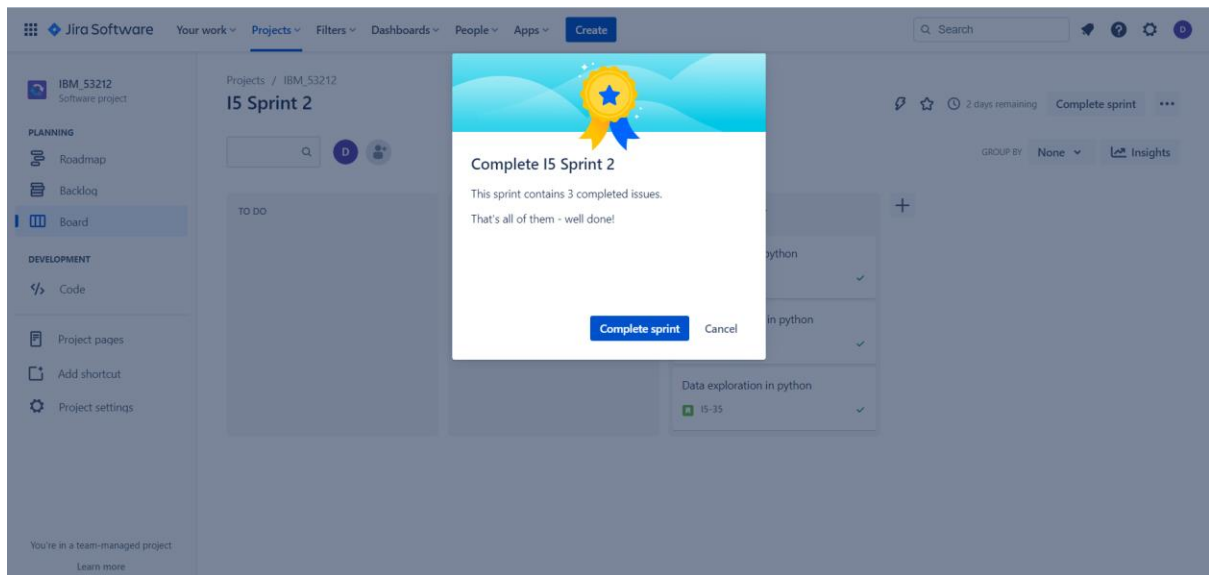 Jira Software Your work Projects Filters Dashboards People Apps Create Search D
IBM_53212
Software project
PLANNING
Roadmap
Backlog
Board
DEVELOPMENT
Code
Project pages
Add shortcut
Project settings
You're in a team-managed project
Learn more
Projects / IBM_53212
I5 Sprint 2
2 days remaining Complete sprint
D
GROUP BY None Insights
TO DO
Complete I5 Sprint 2
This sprint contains 3 completed issues.
That's all of them - well done!
Complete sprint Cancel
python
in python
Data exploration in python
I5-35